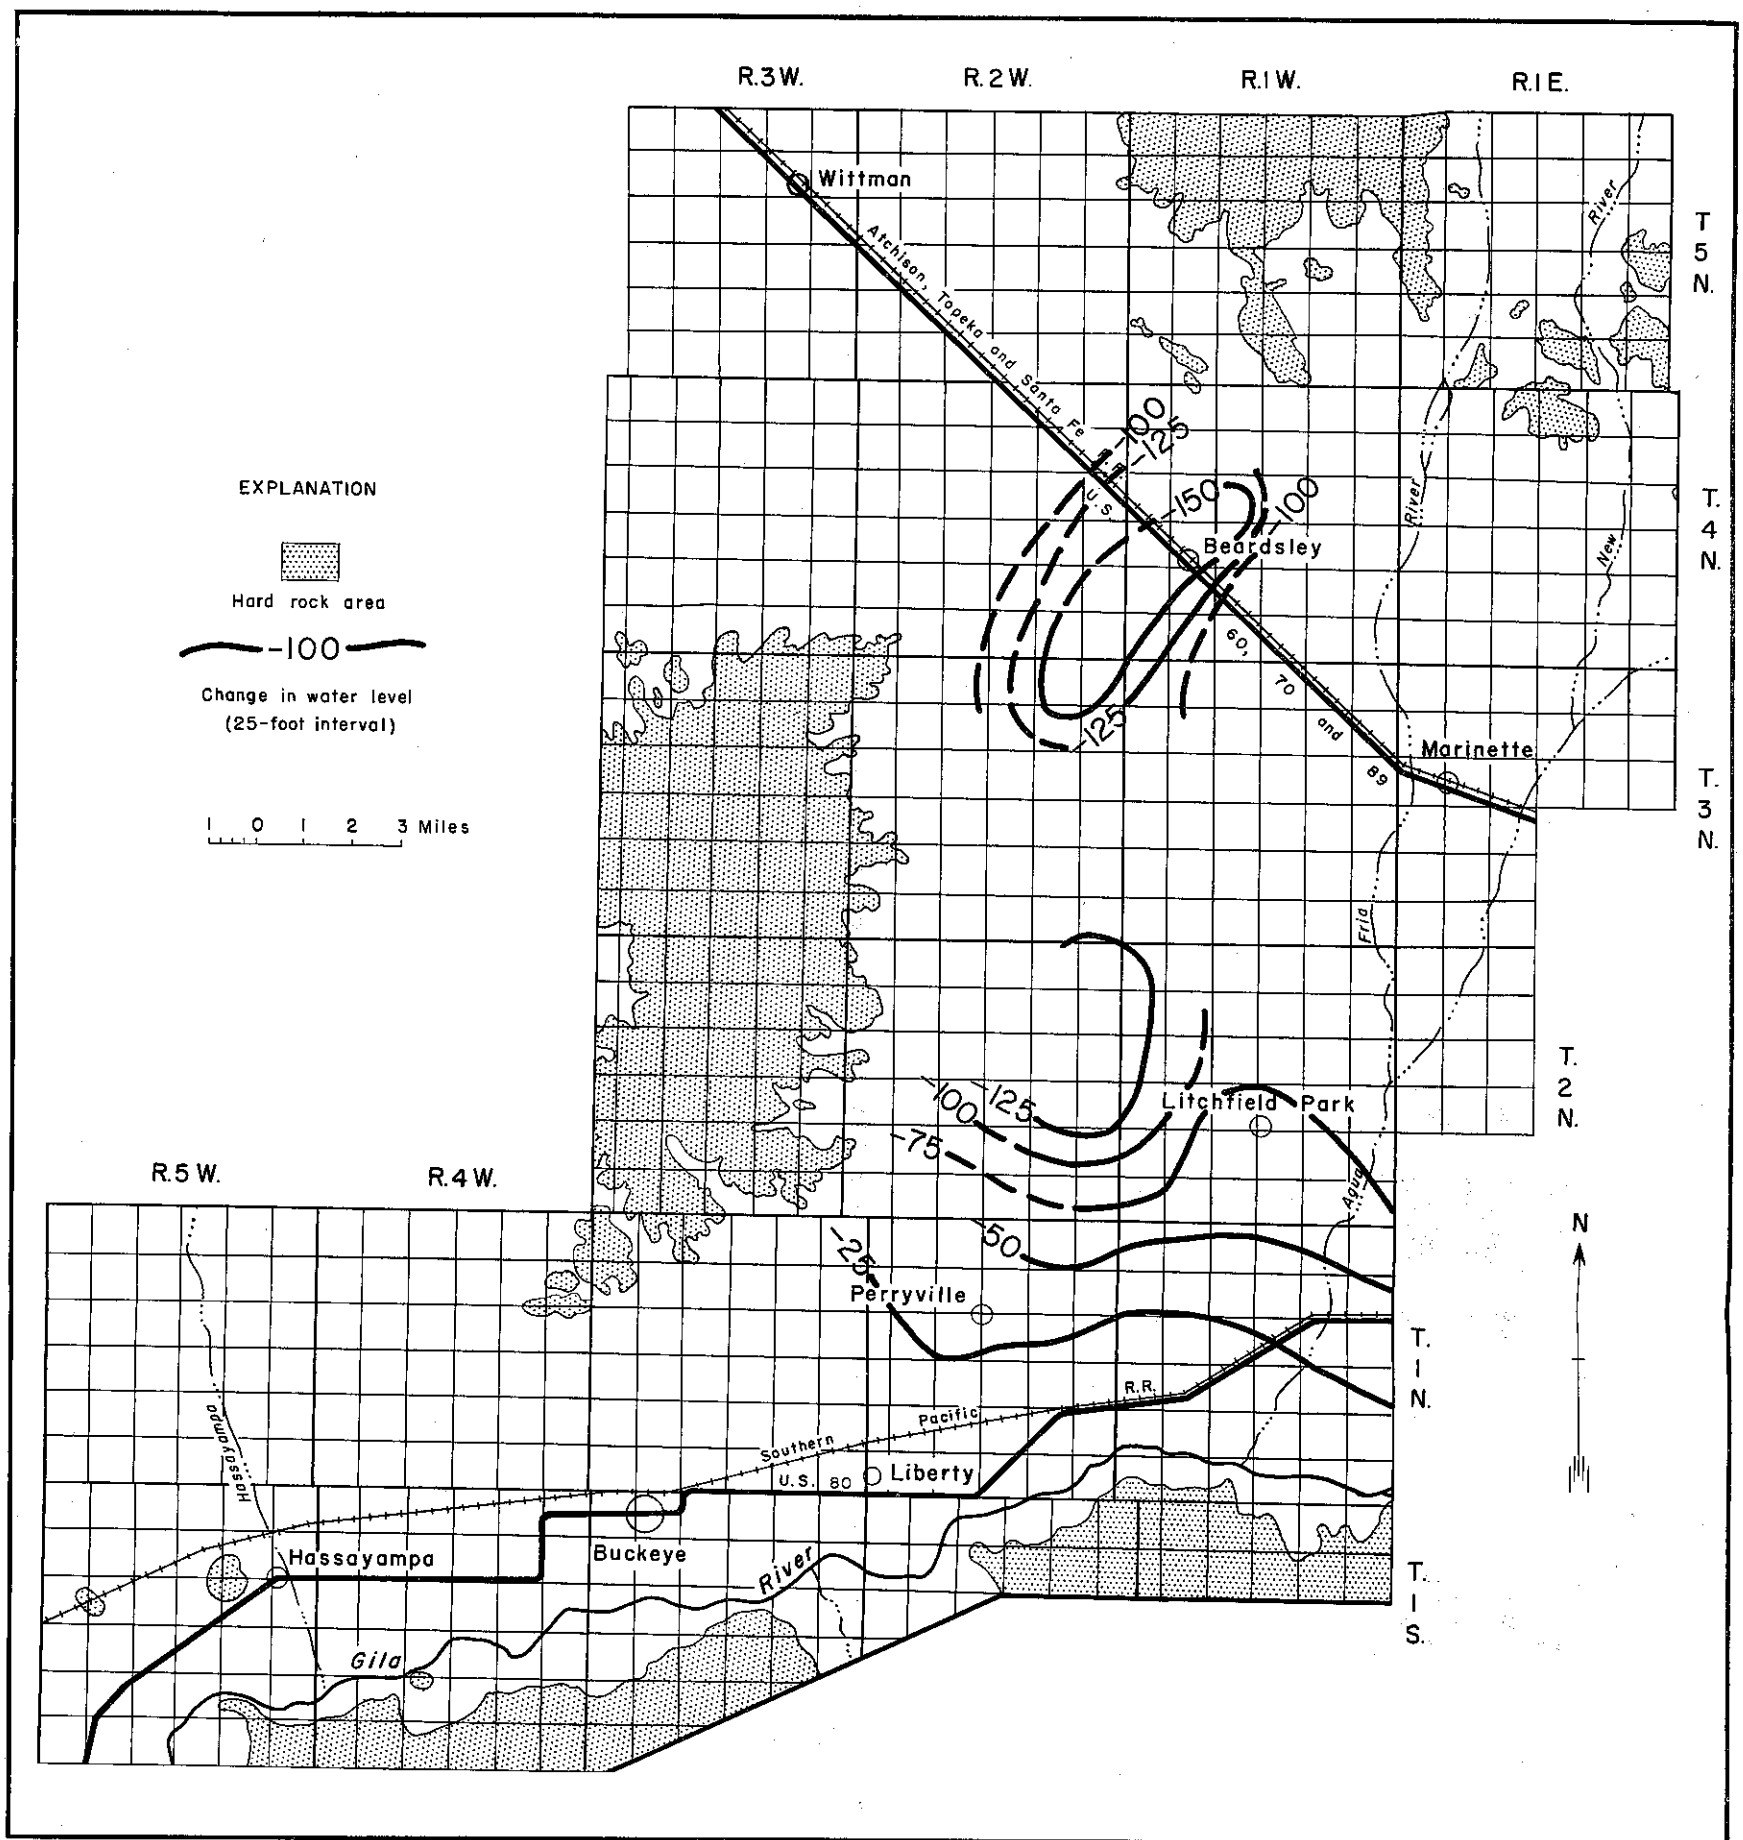 R.3W. R.2W. R.1W. R.1E.
Wittman
Atchison, Topeka and Santa Fe R.R.
River
T
5
N.
-100
-125
-150
-100
U.S.
Beardsley
60,
70
and
89
River
New
T.
4
N.
EXPLANATION
Hard rock area
-100
Change in water level
(25-foot interval)
1 0 1 2 3 Miles
-125
Marinette
T.
3
N.
Fria
-125
-100
-75
Litchfield Park
T.
2
N.
R.5W. R.4W.
Agua
N
-50
-25
Perryville
T.
1
N.
Hassayampa
Southern Pacific R.R.
U.S. 80
Liberty
Hassayampa
Buckeye
River
Gila
T.
1
S.